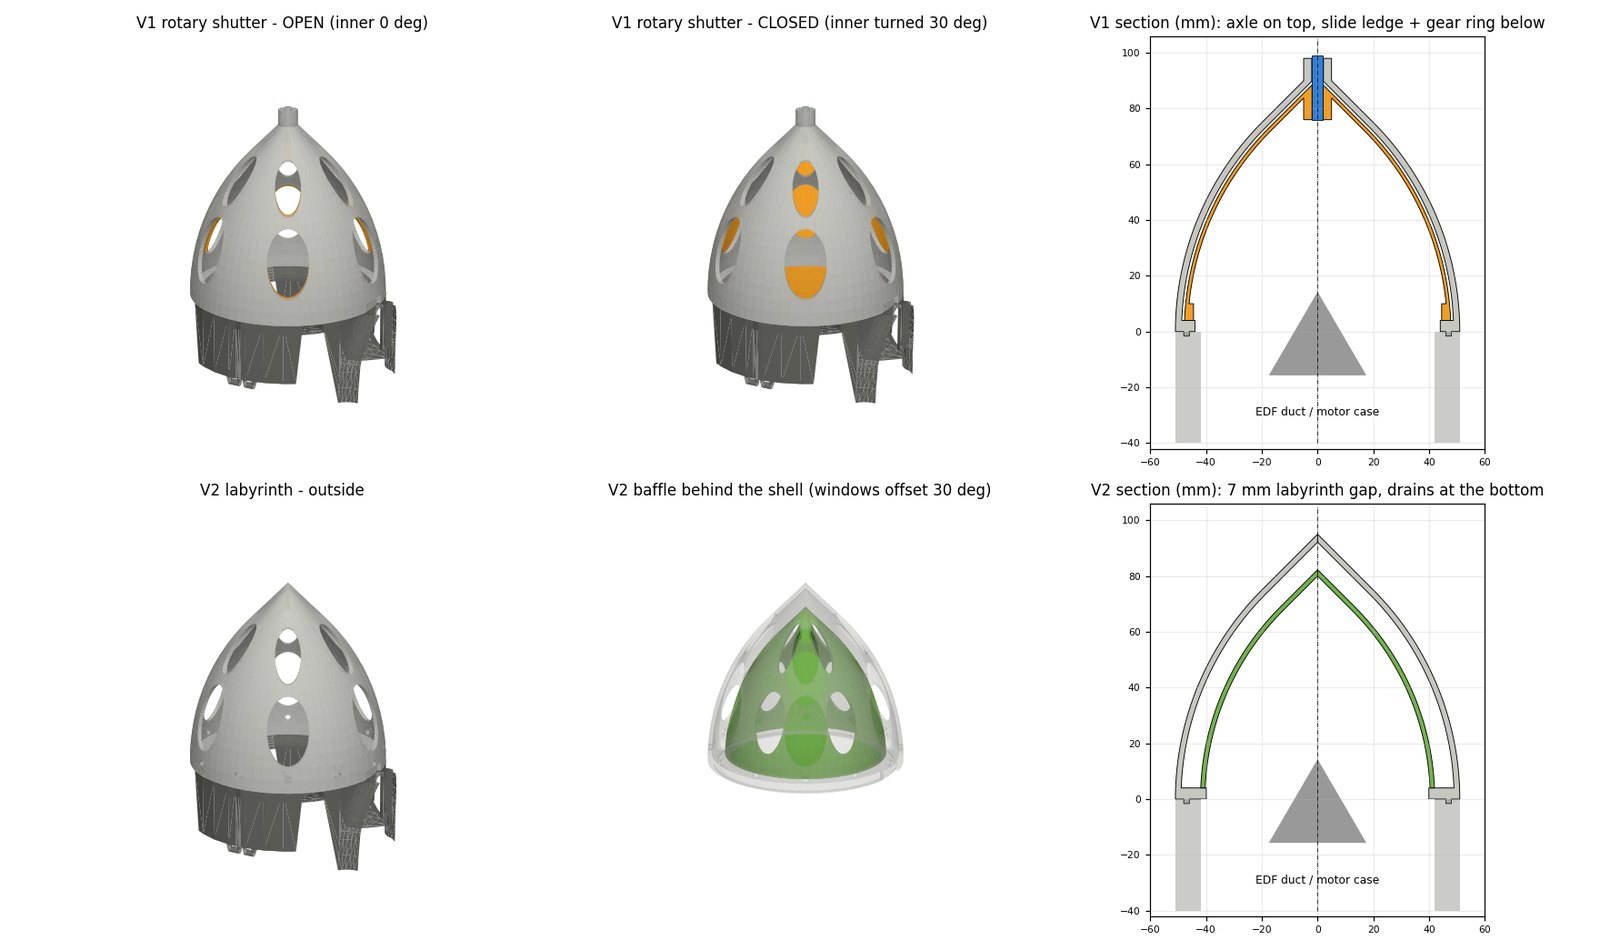 V1 rotary shutter - OPEN (inner 0 deg)
V1 rotary shutter - CLOSED (inner turned 30 deg)
V1 section (mm): axle on top, slide ledge + gear ring below
100
80
60
40
20
0
−20
−40
EDF duct / motor case
−60 −40 −20 0 20 40 60
V2 labyrinth - outside
V2 baffle behind the shell (windows offset 30 deg)
V2 section (mm): 7 mm labyrinth gap, drains at the bottom
100
80
60
40
20
0
−20
−40
EDF duct / motor case
−60 −40 −20 0 20 40 60